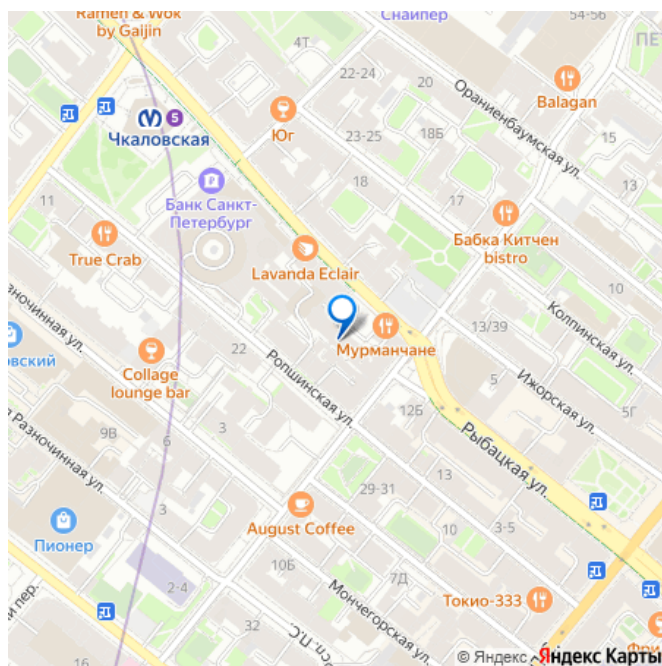 Ramen & Wok
by Gaijin
Снайпер
54-56
4Т
22-24
20
Ораниенбаумская ул.
Balagan
5
Чкаловская
Юг
23-25
18Б
15
18
17
13
11
Банк Санкт-
Петербург
True Crab
Lavanda Eclair
Бабка Китчен
bistro
10
Колпинская ул.
Мурманчане
13/39
22
Collage
lounge bar
Ропшинская ул.
5
Ижорская ул.
12Б
5Г
9В
6
3
Разночинная ул.
Рыбацкая ул.
13
29-31
3
Пионер
August Coffee
10
3-5
10Б
2-4
7Д
Токио-333
Мончегорская ул.
32
© Яндекс
Яндекс Карты